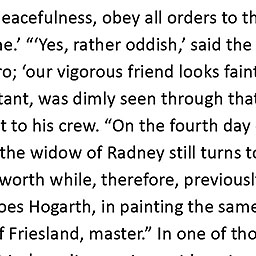 eacefulness, obey all orders to th
ne.’ “‘Yes, rather oddish,’ said the
ro; ‘our vigorous friend looks faint
tant, was dimly seen through that
t to his crew. “On the fourth day
the widow of Radney still turns to
worth while, therefore, previously
oes Hogarth, in painting the same
f Friesland, master.” In one of tho